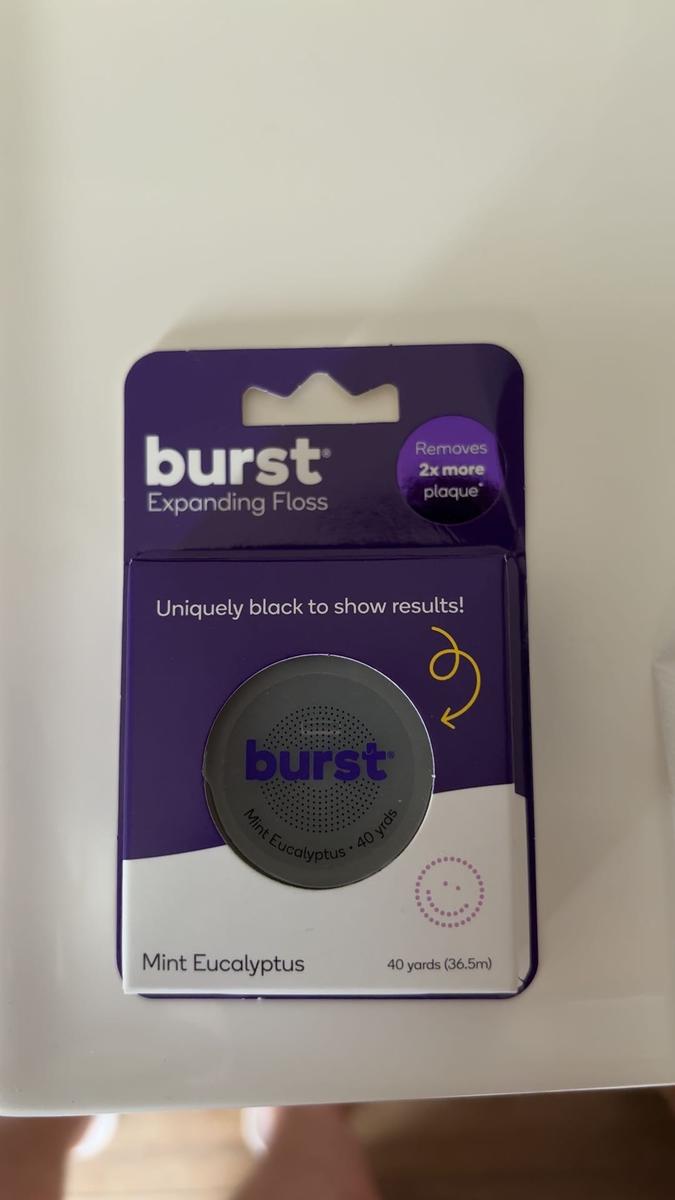 burst®
Expanding Floss
Removes
2x more
plaque*
Uniquely black to show results!
burst®
Mint Eucalyptus • 40 yrds
Mint Eucalyptus
40 yards (36.5m)